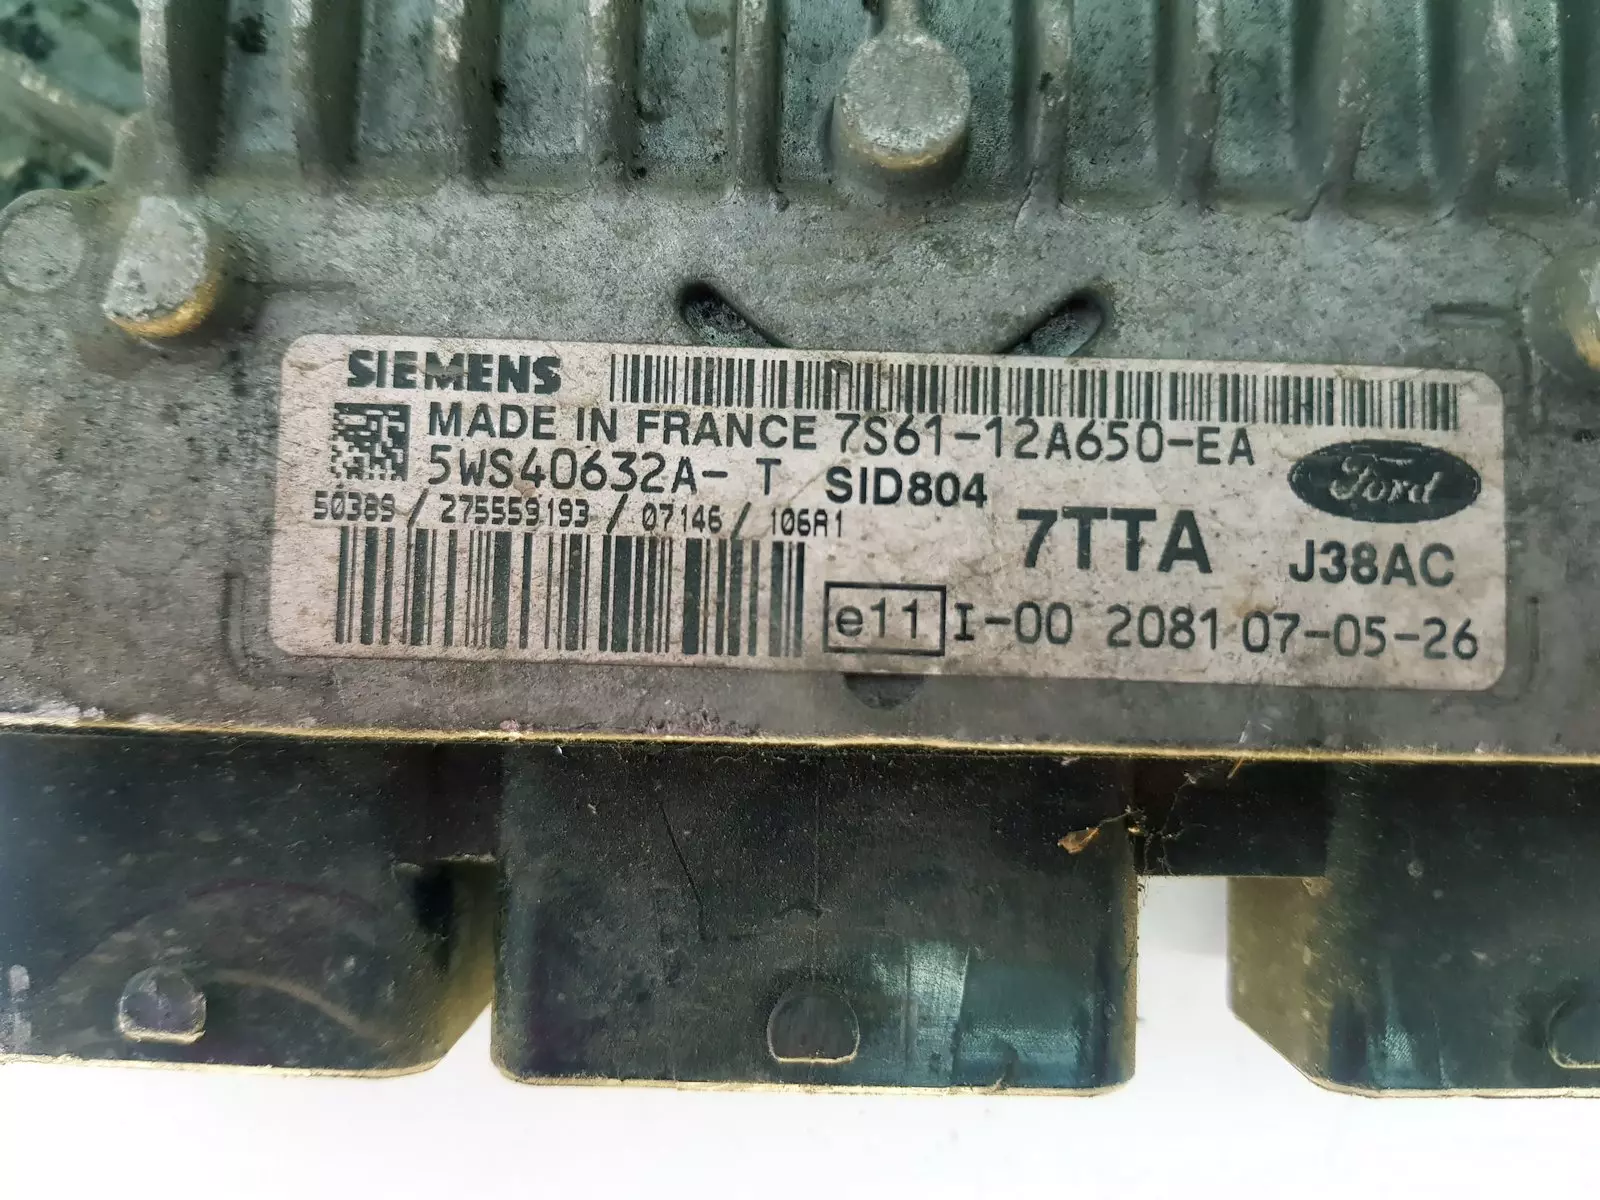 SIEMENS
MADE IN FRANCE 7S61-12A650-EA
5WS40632A- T SID804
Ford
50389 / 275559193 / 07146 / 106A1
7TTA J38AC
e11 I-00 2081 07-05-26